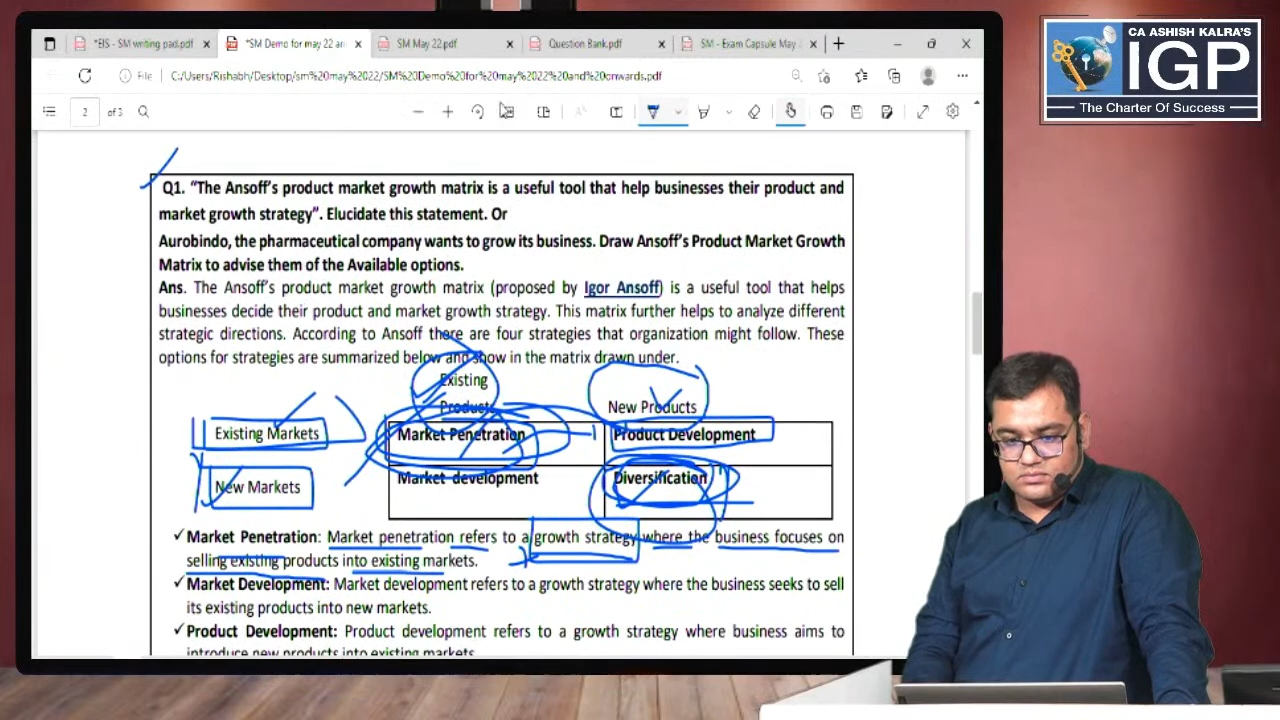 *EIS - SM writing pad.pdf
*SM Demo for may 22 an
SM May 22.pdf
Question Bank.pdf
SM - Exam Capsule May
File
C:/Users/Rishabh/Desktop/sm%20may%2022/SM%20Demo%20for%20may%2022%20and%20onwards.pdf
2 of 3
CA ASHISH KALRA'S
IGP
The Charter Of Success
Q1. “The Ansoff’s product market growth matrix is a useful tool that help businesses their product and
market growth strategy”. Elucidate this statement. Or
Aurobindo, the pharmaceutical company wants to grow its business. Draw Ansoff’s Product Market Growth
Matrix to advise them of the Available options.
Ans. The Ansoff’s product market growth matrix (proposed by Igor Ansoff) is a useful tool that helps
businesses decide their product and market growth strategy. This matrix further helps to analyze different
strategic directions. According to Ansoff there are four strategies that organization might follow. These
options for strategies are summarized below and show in the matrix drawn under.
Existing
Products
New Products
Existing Markets
Market Penetration
Product Development
New Markets
Market development
Diversification
✓Market Penetration: Market penetration refers to a growth strategy where the business focuses on
selling existing products into existing markets.
✓Market Development: Market development refers to a growth strategy where the business seeks to sell
its existing products into new markets.
✓Product Development: Product development refers to a growth strategy where business aims to
introduce new products into existing markets.